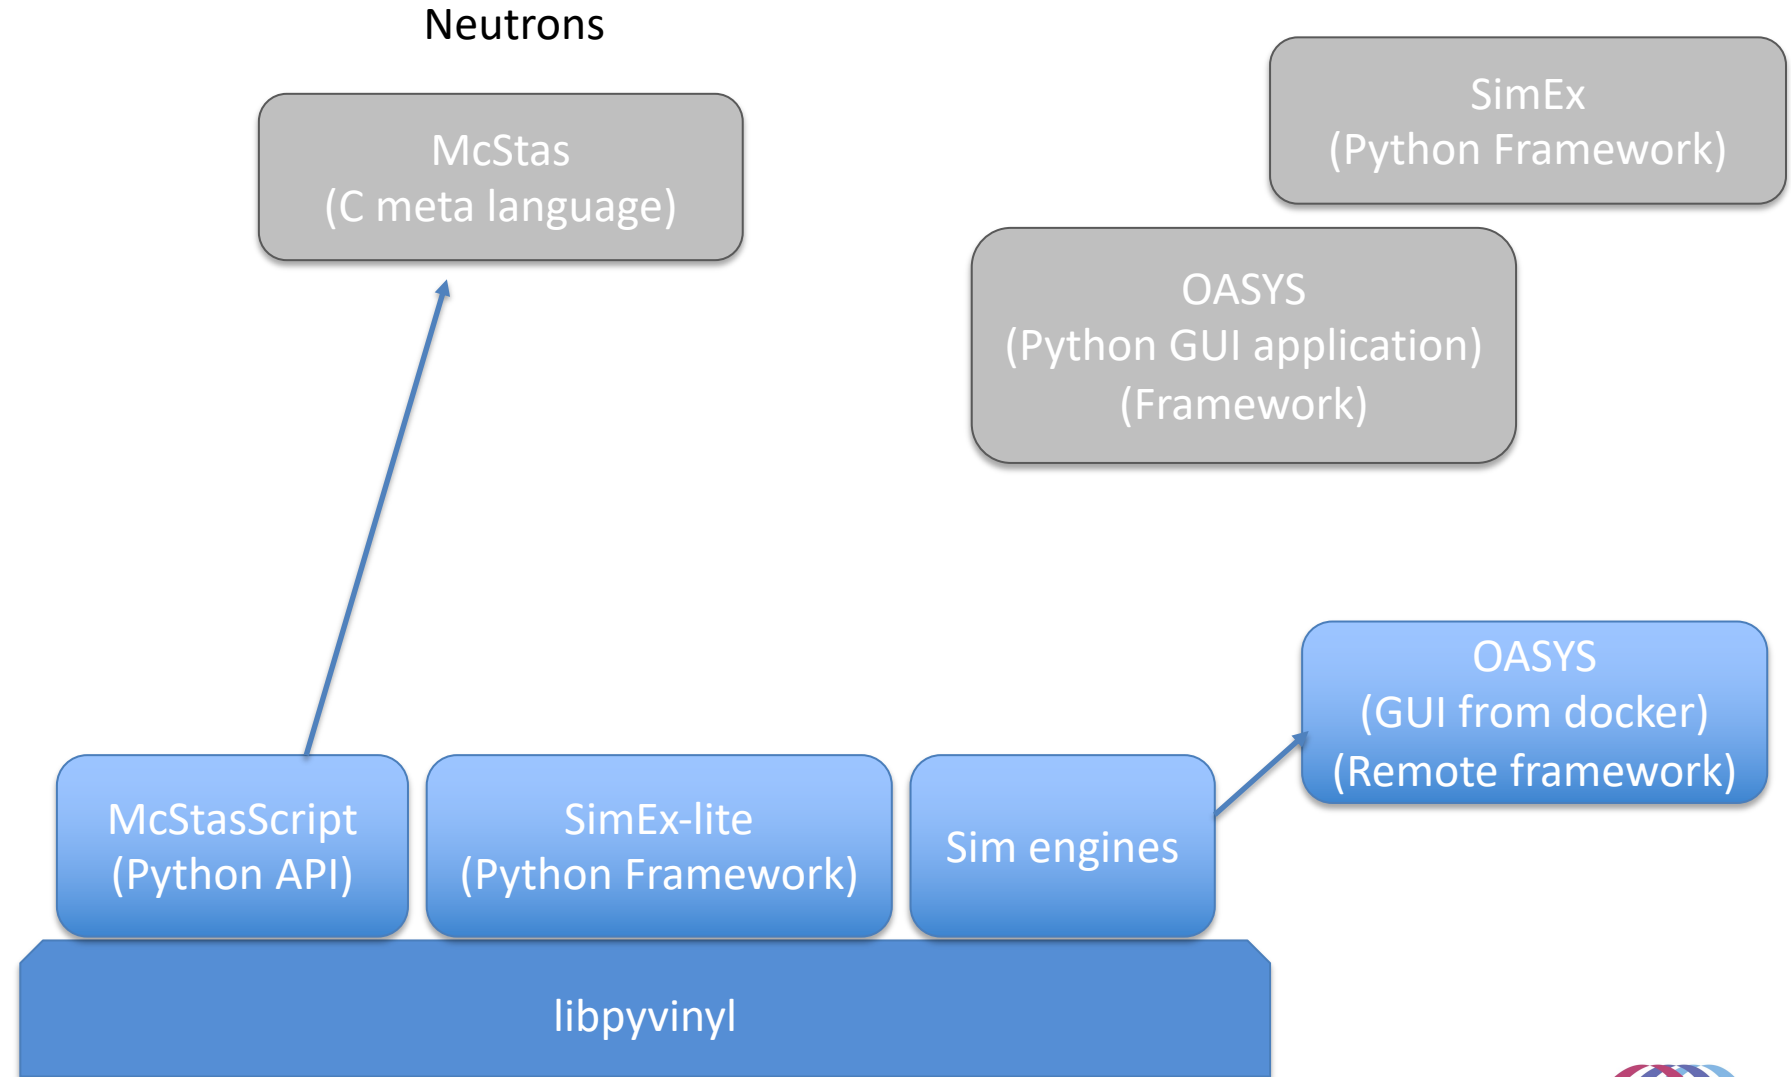 Neutrons
McStas
(C meta language)
SimEx
(Python Framework)
OASYS
(Python GUI application)
(Framework)
OASYS
(GUI from docker)
(Remote framework)
McStasScript
(Python API)
SimEx-lite
(Python Framework)
Sim engines
libpyvinyl